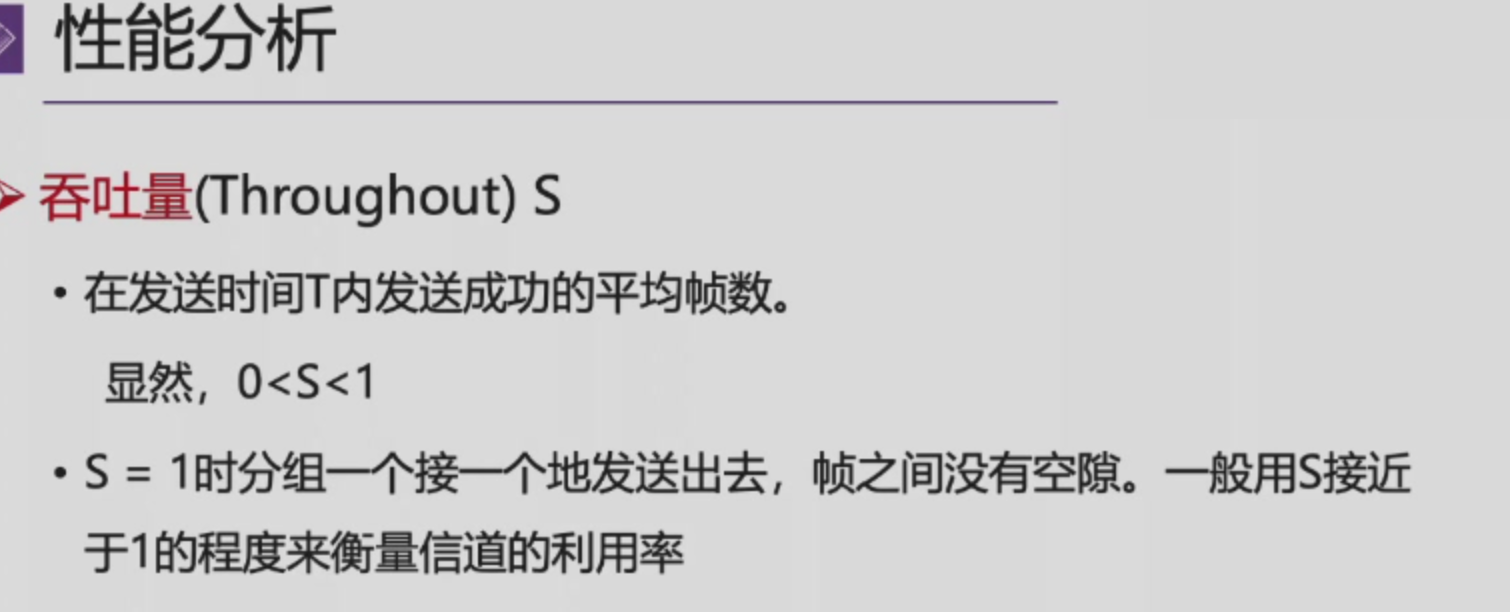 性能分析
吞吐量(Throughout) S
• 在发送时间T内发送成功的平均帧数。
显然，0<S<1
• S = 1时分组一个接一个地发送出去，帧之间没有空隙。一般用S接近
于1的程度来衡量信道的利用率